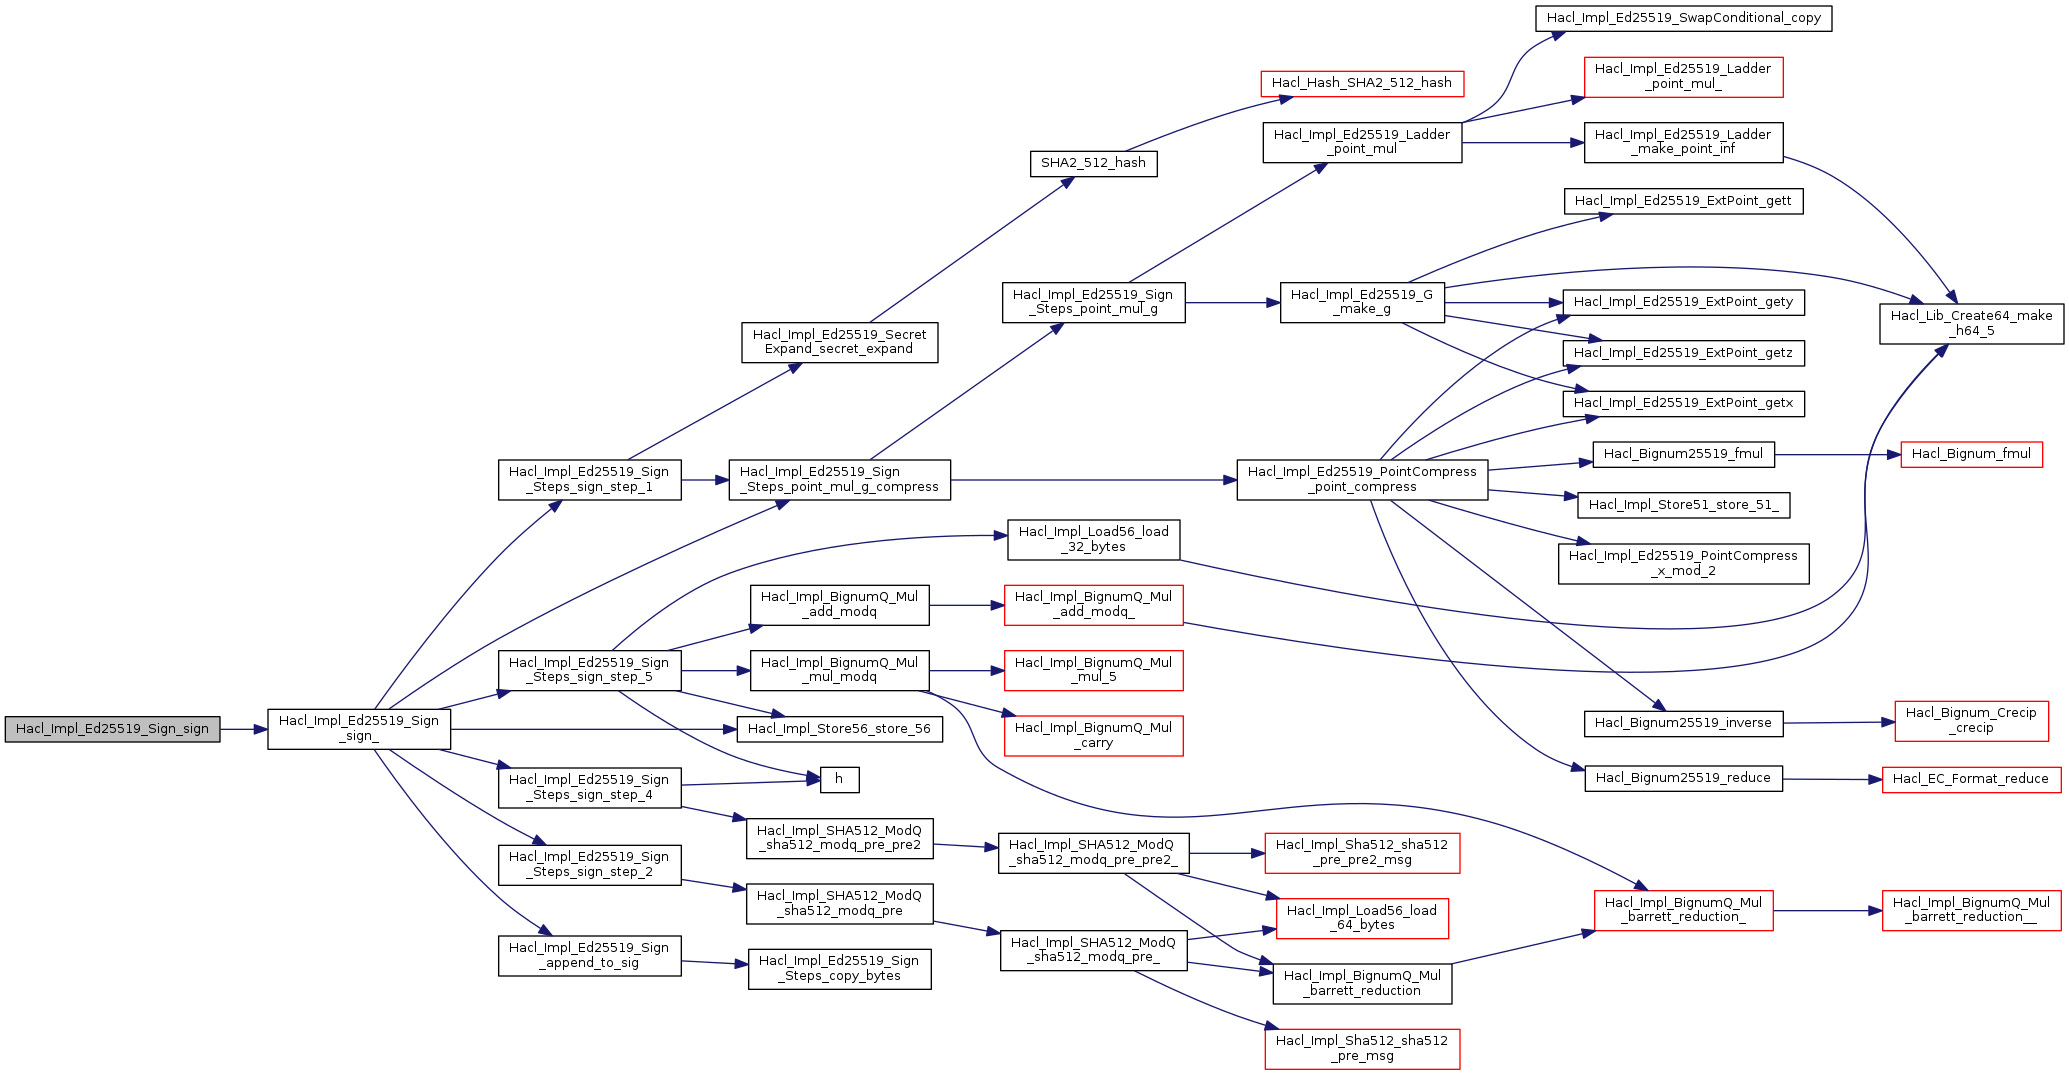 Hacl_Impl_Ed25519_Sign_sign
Hacl_Impl_Ed25519_Sign
_sign_
Hacl_Impl_Ed25519_Sign
_Steps_sign_step_1
Hacl_Impl_Ed25519_Sign
_Steps_sign_step_5
Hacl_Impl_Ed25519_Sign
_Steps_sign_step_4
Hacl_Impl_Ed25519_Sign
_Steps_sign_step_2
Hacl_Impl_Ed25519_Sign
_append_to_sig
Hacl_Impl_Ed25519_Secret
Expand_secret_expand
Hacl_Impl_Ed25519_Sign
_Steps_point_mul_g_compress
Hacl_Impl_BignumQ_Mul
_add_modq
Hacl_Impl_BignumQ_Mul
_mul_modq
Hacl_Impl_Store56_store_56
h
Hacl_Impl_SHA512_ModQ
_sha512_modq_pre_pre2
Hacl_Impl_SHA512_ModQ
_sha512_modq_pre
Hacl_Impl_Ed25519_Sign
_Steps_copy_bytes
SHA2_512_hash
Hacl_Impl_Ed25519_Sign
_Steps_point_mul_g
Hacl_Impl_Load56_load
_32_bytes
Hacl_Impl_BignumQ_Mul
_add_modq_
Hacl_Impl_BignumQ_Mul
_mul_5
Hacl_Impl_BignumQ_Mul
_carry
Hacl_Impl_SHA512_ModQ
_sha512_modq_pre_pre2_
Hacl_Impl_SHA512_ModQ
_sha512_modq_pre_
Hacl_Hash_SHA2_512_hash
Hacl_Impl_Ed25519_Ladder
_point_mul
Hacl_Impl_Ed25519_G
_make_g
Hacl_Impl_Ed25519_PointCompress
_point_compress
Hacl_Impl_Sha512_sha512
_pre_pre2_msg
Hacl_Impl_Load56_load
_64_bytes
Hacl_Impl_BignumQ_Mul
_barrett_reduction
Hacl_Impl_Sha512_sha512
_pre_msg
Hacl_Impl_Ed25519_SwapConditional_copy
Hacl_Impl_Ed25519_Ladder
_point_mul_
Hacl_Impl_Ed25519_Ladder
_make_point_inf
Hacl_Impl_Ed25519_ExtPoint_gett
Hacl_Impl_Ed25519_ExtPoint_gety
Hacl_Impl_Ed25519_ExtPoint_getz
Hacl_Impl_Ed25519_ExtPoint_getx
Hacl_Bignum25519_fmul
Hacl_Impl_Store51_store_51_
Hacl_Impl_Ed25519_PointCompress
_x_mod_2
Hacl_Bignum25519_inverse
Hacl_Bignum25519_reduce
Hacl_Impl_BignumQ_Mul
_barrett_reduction_
Hacl_Lib_Create64_make
_h64_5
Hacl_Bignum_fmul
Hacl_Bignum_Crecip
_crecip
Hacl_EC_Format_reduce
Hacl_Impl_BignumQ_Mul
_barrett_reduction__